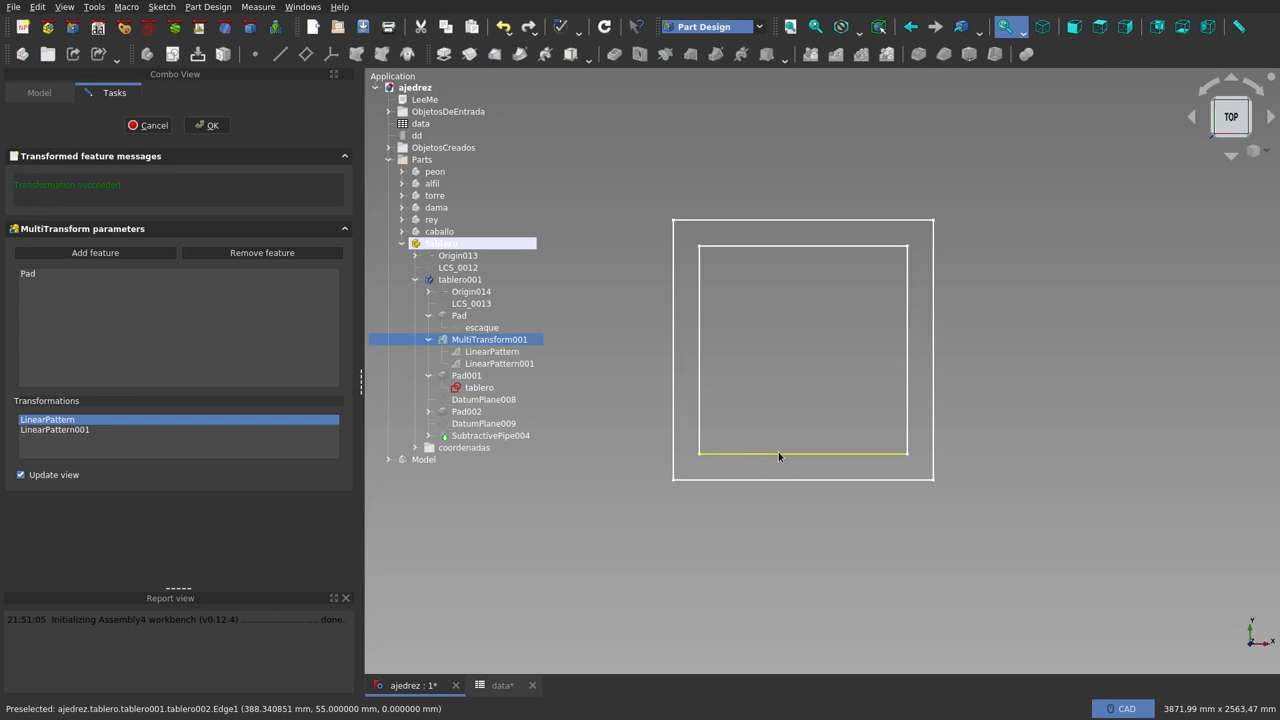 File Edit View Tools Macro Sketch Part Design Measure Windows Help
Part Design
Combo View
Model Tasks
Cancel OK
Transformed feature messages
Transformation succeeded
MultiTransform parameters
Add feature Remove feature
Pad
Transformations
LinearPattern
LinearPattern001
Update view
Report view
21:51:05 Initializing Assembly4 workbench (v0.12.4) ............................ done.
Application
ajedrez
LeeMe
ObjetosDeEntrada
data
dd
ObjetosCreados
Parts
peon
alfil
torre
dama
rey
caballo
tablero
Origin013
LCS_0012
tablero001
Origin014
LCS_0013
Pad
escaque
MultiTransform001
LinearPattern
LinearPattern001
Pad001
tablero
DatumPlane008
Pad002
DatumPlane009
SubtractivePipe004
coordenadas
Model
TOP
Y
Z
X
ajedrez : 1* data*
Preselected: ajedrez.tablero.tablero001.tablero002.Edge1 (388.340851 mm, 55.000000 mm, 0.000000 mm) CAD 3871.99 mm x 2563.47 mm